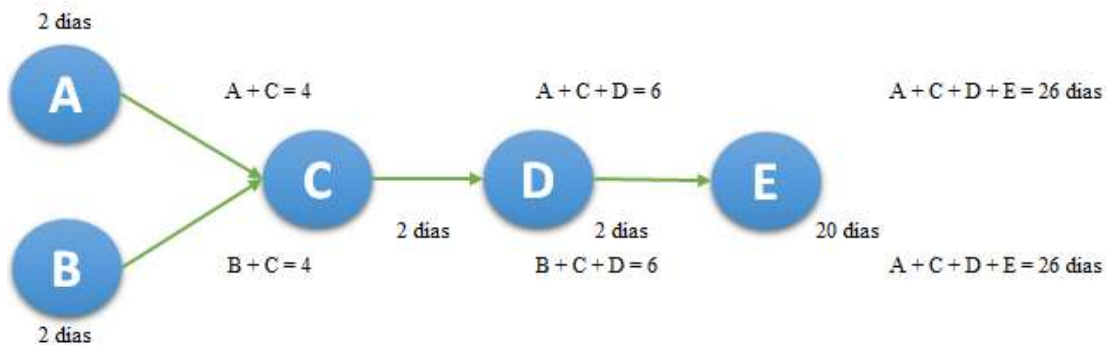 2 dias
A
A + C = 4
A + C + D = 6
A + C + D + E = 26 dias
C
D
E
2 dias
2 dias
20 dias
B
B + C = 4
B + C + D = 6
A + C + D + E = 26 dias
2 dias